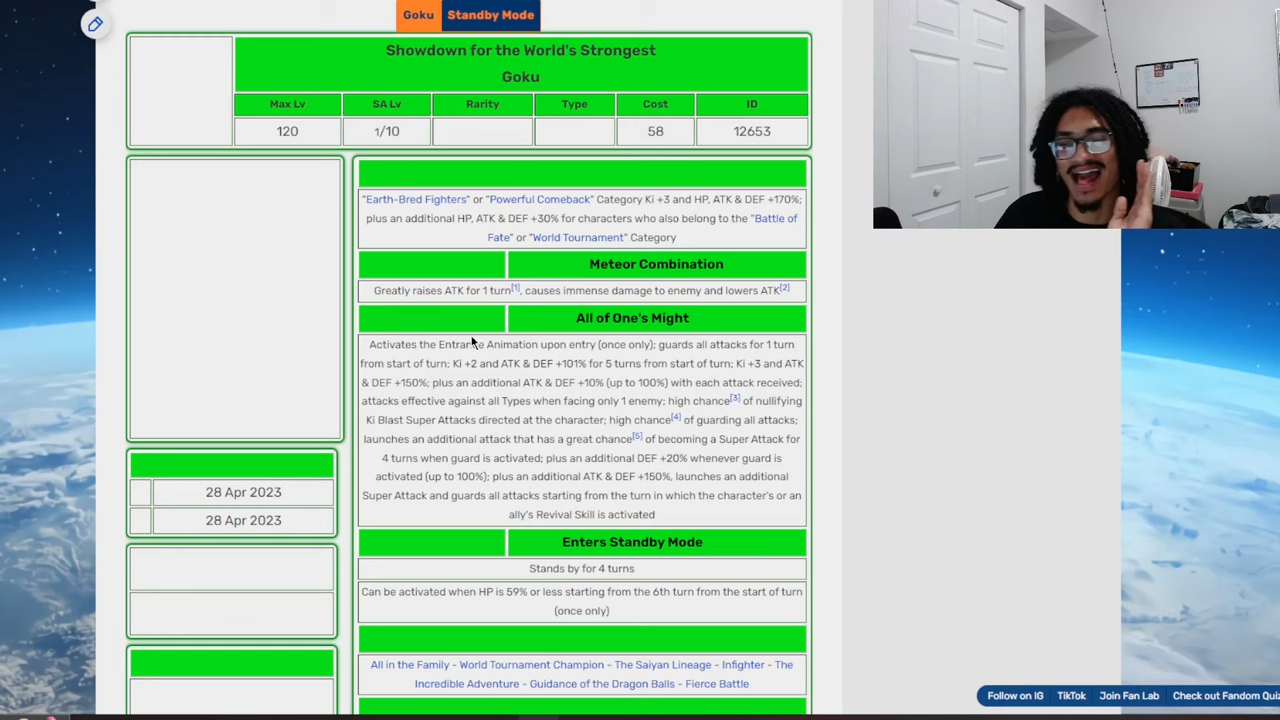 Goku
Standby Mode
Showdown for the World's Strongest
Goku
Max Lv
SA Lv
Rarity
Type
Cost
ID
120
1/10
58
12653
"Earth-Bred Fighters" or "Powerful Comeback" Category Ki +3 and HP, ATK & DEF +170%;
plus an additional HP, ATK & DEF +30% for characters who also belong to the "Battle of
Fate" or "World Tournament" Category
Meteor Combination
Greatly raises ATK for 1 turn[1], causes immense damage to enemy and lowers ATK[2]
All of One's Might
Activates the Entrance Animation upon entry (once only); guards all attacks for 1 turn
from start of turn; Ki +2 and ATK & DEF +101% for 5 turns from start of turn; Ki +3 and ATK
& DEF +150%; plus an additional ATK & DEF +10% (up to 100%) with each attack received;
attacks effective against all Types when facing only 1 enemy; high chance[3] of nullifying
Ki Blast Super Attacks directed at the character; high chance[4] of guarding all attacks;
launches an additional attack that has a great chance[5] of becoming a Super Attack for
4 turns when guard is activated; plus an additional DEF +20% whenever guard is
activated (up to 100%); plus an additional ATK & DEF +150%, launches an additional
Super Attack and guards all attacks starting from the turn in which the character's or an
ally's Revival Skill is activated
28 Apr 2023
28 Apr 2023
Enters Standby Mode
Stands by for 4 turns
Can be activated when HP is 59% or less starting from the 6th turn from the start of turn
(once only)
All in the Family - World Tournament Champion - The Saiyan Lineage - Infighter - The
Incredible Adventure - Guidance of the Dragon Balls - Fierce Battle
Follow on IG
TikTok
Join Fan Lab
Check out Fandom Quiz